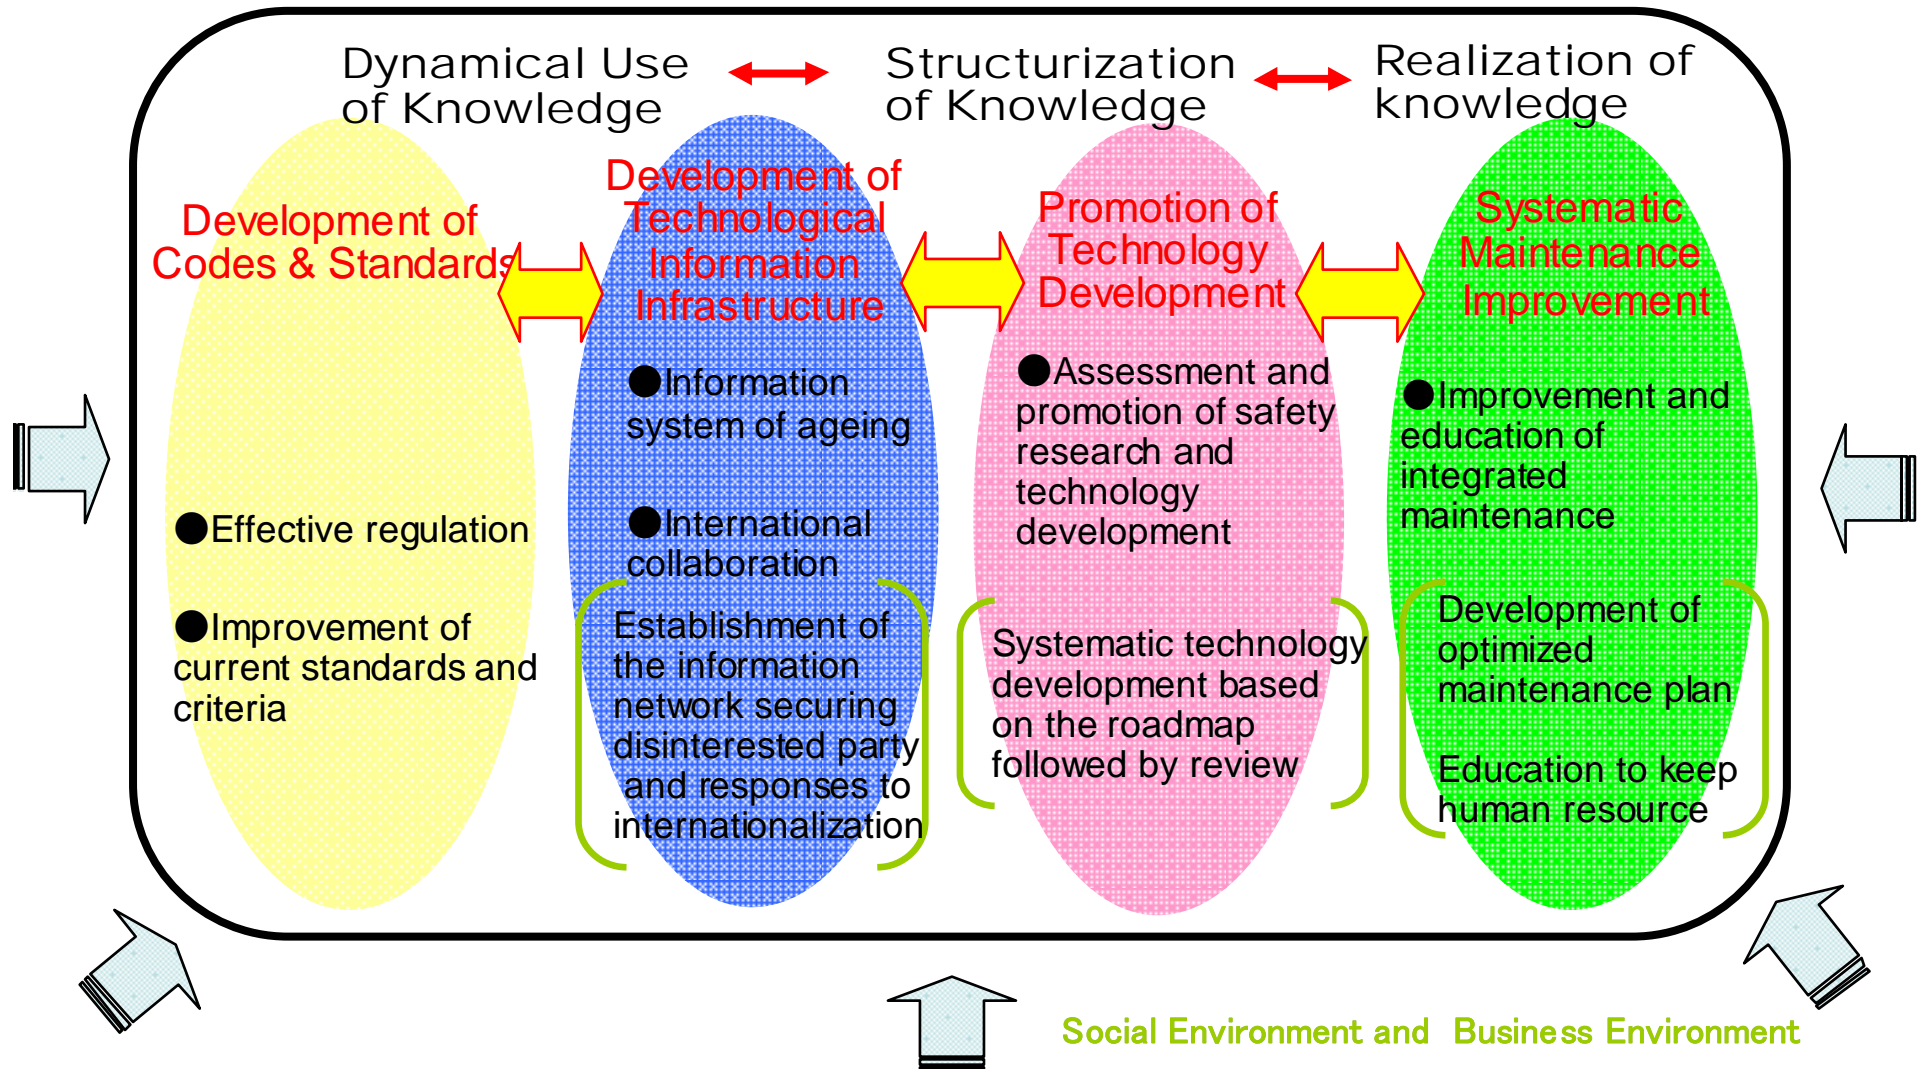 Dynamical Use
of Knowledge
Structurization
of Knowledge
Realization of
knowledge
Development of
Codes & Standards
●Effective regulation
●Improvement of
current standards and
criteria
Development of
Technological
Information
Infrastructure
●Information
system of ageing
●International
collaboration
Establishment of
the information
network securing
disinterested party
and responses to
internationalization
Promotion of
Technology
Development
●Assessment and
promotion of safety
research and
technology
development
Systematic technology
development based
on the roadmap
followed by review
Systematic
Maintenance
Improvement
●Improvement and
education of
integrated
maintenance
Development of
optimized
maintenance plan
Education to keep
human resource
Social Environment and Business Environment